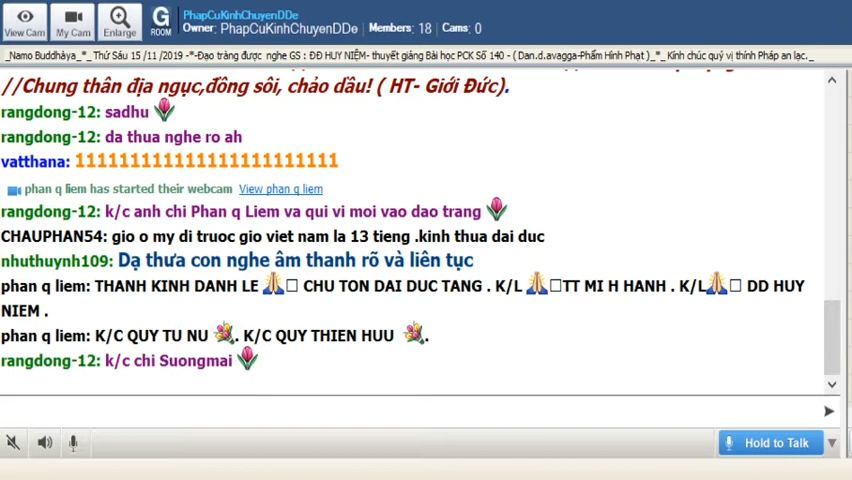 View Cam
My Cam
Enlarge
G
ROOM
PhapCuKinhChuyenDDe
Owner: PhapCuKinhChuyenDDe Members: 18 Cams: 0
_Namo Buddhàya_*_ Thứ Sáu 15 /11 /2019 -*-Đạo tràng được nghe GS : ĐĐ HUY NIỆM- thuyết giảng Bài học PCK Số 140 - ( Dan.d.avagga-Phẩm Hình Phạt )_*_ Kính chúc quý vị thính Pháp an lạc._
//Chung thân địa ngục,đồng sôi, chảo dầu! ( HT- Giới Đức).
rangdong-12: sadhu
rangdong-12: da thua nghe ro ah
vatthana: 111111111111111111111111
phan q liem has started their webcam View phan q liem
rangdong-12: k/c anh chi Phan q Liem va qui vi moi vao dao trang
CHAUPHAN54: gio o my di truoc gio viet nam la 13 tieng .kinh thua dai duc
nhuthuynh109: Dạ thưa con nghe âm thanh rõ và liên tục
phan q liem: THANH KINH DANH LE 🙏□ CHU TON DAI DUC TANG . K/L 🙏□TT MI H HANH . K/L🙏□ DD HUY
NIEM .
phan q liem: K/C QUY TU NU 💐. K/C QUY THIEN HUU 💐.
rangdong-12: k/c chi Suongmai
Hold to Talk